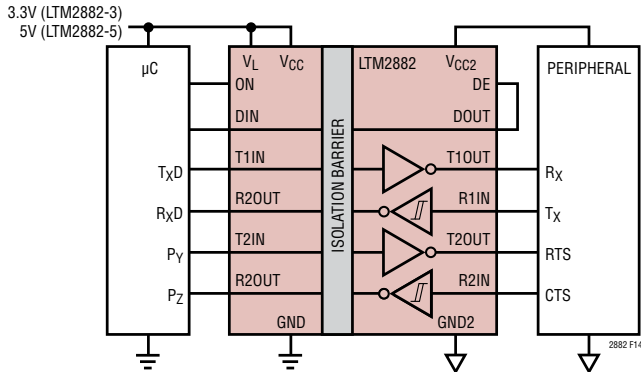 3.3V (LTM2882-3)
5V (LTM2882-5)
µC
VL VCC
LTM2882
VCC2
PERIPHERAL
ON
DE
DIN
DOUT
ISOLATION BARRIER
TXD
T1IN
T1OUT
RX
RXD
R2OUT
R1IN
TX
PY
T2IN
T2OUT
RTS
PZ
R2OUT
R2IN
CTS
GND
GND2
2882 F14